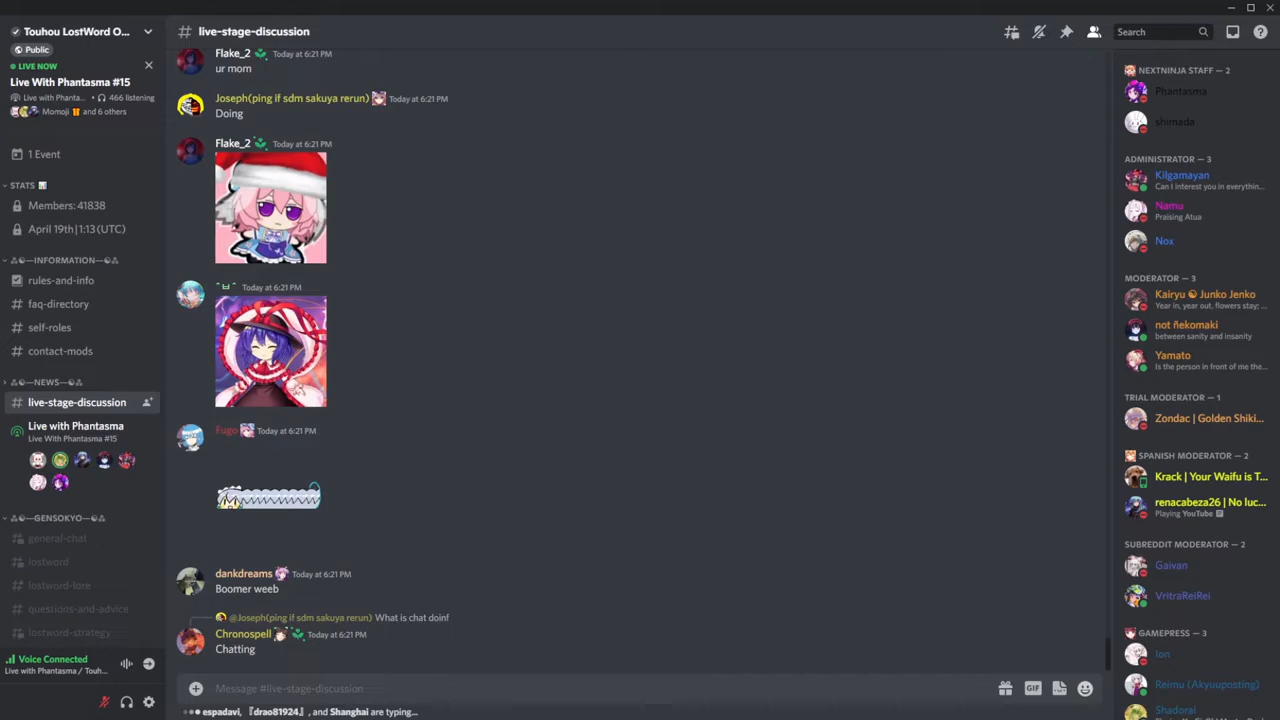 Touhou LostWord O...
Public
LIVE NOW
Live With Phantasma #15
Live with Phanta... • 466 listening
Momoji and 6 others
1 Event
STATS
Members: 41838
April 19th | 1:13 (UTC)
INFORMATION
rules-and-info
faq-directory
self-roles
contact-mods
NEWS
live-stage-discussion
Live with Phantasma
Live With Phantasma #15
GENSOKYO
general-chat
lostword
lostword-lore
questions-and-advice
lostword-strategy
Voice Connected
Live with Phantasma / Touh...
live-stage-discussion
Search
Flake_2 Today at 6:21 PM
ur mom
Joseph(ping if sdm sakuya rerun) Today at 6:21 PM
Doing
Flake_2 Today at 6:21 PM
Today at 6:21 PM
Fugo Today at 6:21 PM
dankdreams Today at 6:21 PM
Boomer weeb
@Joseph(ping if sdm sakuya rerun) What is chat doinf
Chronospell Today at 6:21 PM
Chatting
Message #live-stage-discussion
GIF
espadavi, 『drao81924』, and Shanghai are typing...
NEXTNINJA STAFF — 2
Phantasma
shimada
ADMINISTRATOR — 3
Kilgamayan
Can I interest you in everythin...
Namu
Praising Atua
Nox
MODERATOR — 3
Kairyu ☯ Junko Jenko
Year in, year out, flowers stay; ...
not ñekomaki
between sanity and insanity
Yamato
Is the person in front of me the...
TRIAL MODERATOR — 1
Zondac | Golden Shiki...
SPANISH MODERATOR — 2
Krack | Your Waifu is T...
renacabeza26 | No luc...
Playing YouTube
SUBREDDIT MODERATOR — 2
Gaivan
VritraReiRei
GAMEPRESS — 3
Ion
Reimu (Akyuuposting)
Shadorai